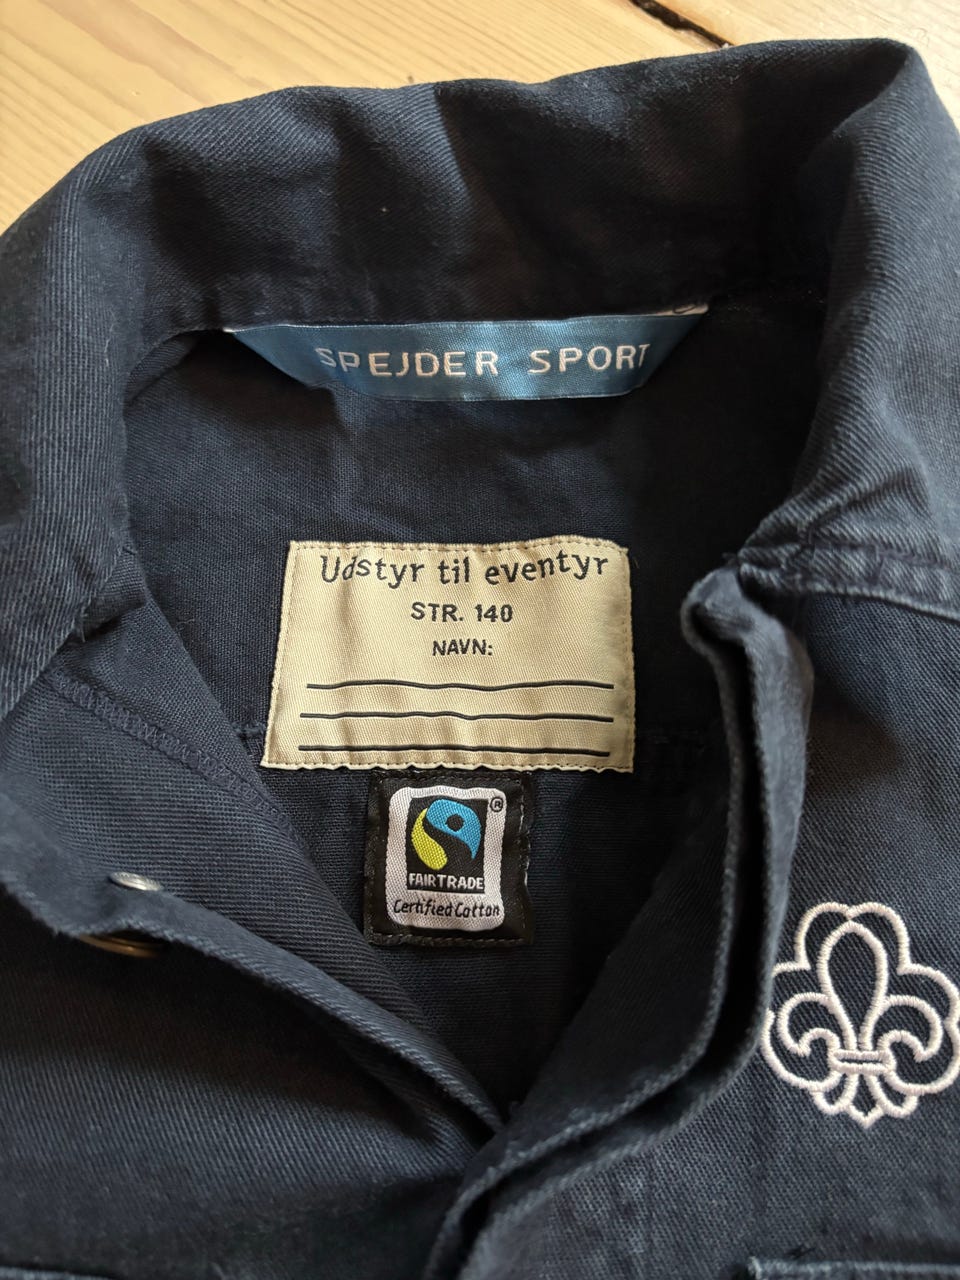 SPEJDER SPORT
Udstyr til eventyr
STR. 140
NAVN:
®
FAIRTRADE
Certified Cotton